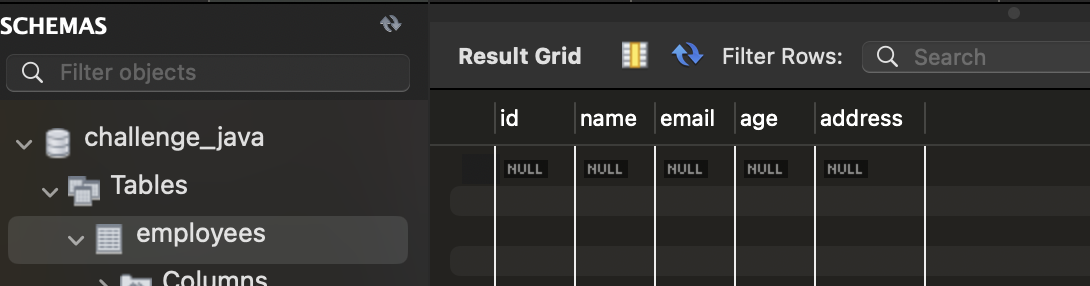 SCHEMAS
Filter objects
challenge_java
Tables
employees
Columns
Result Grid Filter Rows: Search
id name email age address
NULL NULL NULL NULL NULL